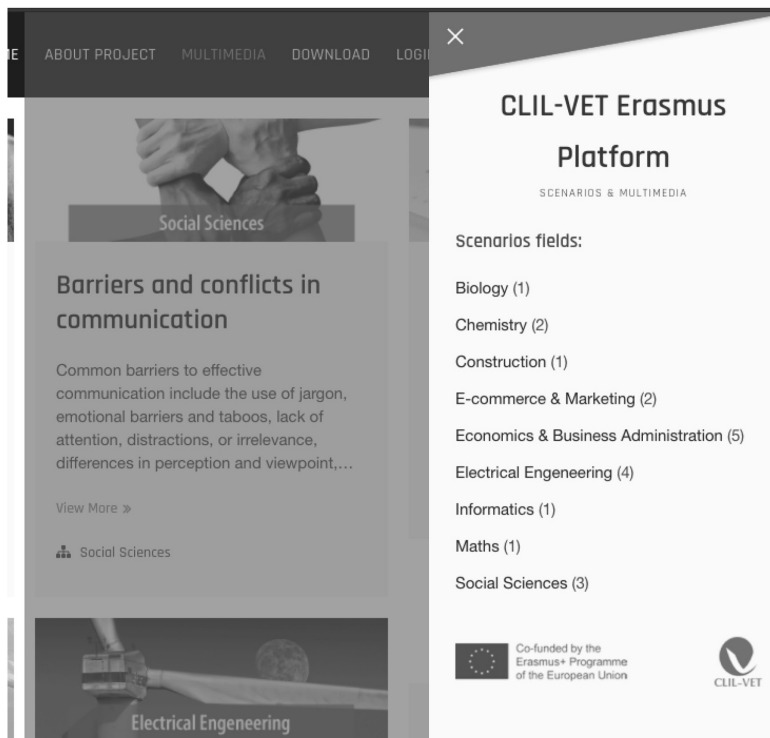 ABOUT PROJECT MULTIMEDIA DOWNLOAD
Social Sciences
Barriers and conflicts in
communication
Common barriers to effective
communication include the use of jargon,
emotional barriers and taboos, lack of
attention, distractions, or irrelevance,
differences in perception and viewpoint,...
View More »
Social Sciences
Electrical Engeneering
CLIL-VET Erasmus
Platform
SCENARIOS & MULTIMEDIA
Scenarios fields:
Biology (1)
Chemistry (2)
Construction (1)
E-commerce & Marketing (2)
Economics & Business Administration (5)
Electrical Engeneering (4)
Informatics (1)
Maths (1)
Social Sciences (3)
Co-funded by the
Erasmus+ Programme
of the European Union
CLIL-VET